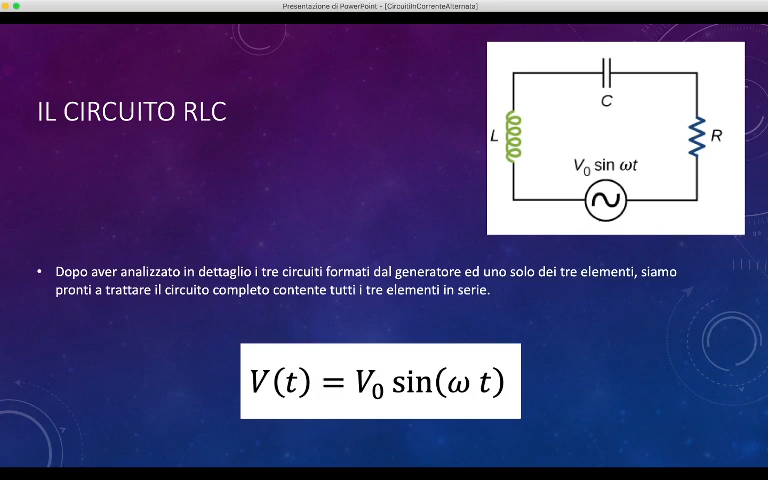 Presentazione di PowerPoint - [CircuitiInCorrenteAlternata]
IL CIRCUITO RLC
C
L
R
V₀ sin ωt
• Dopo aver analizzato in dettaglio i tre circuiti formati dal generatore ed uno solo dei tre elementi, siamo
pronti a trattare il circuito completo contente tutti i tre elementi in serie.
V(t) = V₀ sin(ω t)